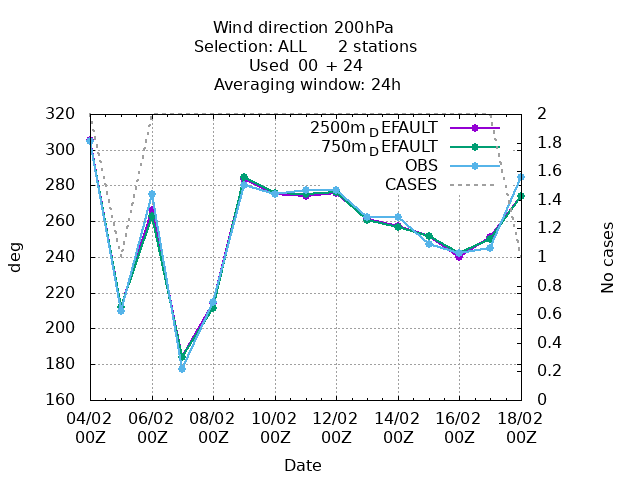 Wind direction 200hPa
Selection: ALL 2 stations
Used 00 + 24
Averaging window: 24h
320
300
280
260
240
220
200
180
160
deg
2500m_DEFAULT
750m_DEFAULT
OBS
CASES
2
1.8
1.6
1.4
1.2
1
0.8
0.6
0.4
0.2
0
No cases
04/02 06/02 08/02 10/02 12/02 14/02 16/02 18/02
00Z 00Z 00Z 00Z 00Z 00Z 00Z 00Z
Date